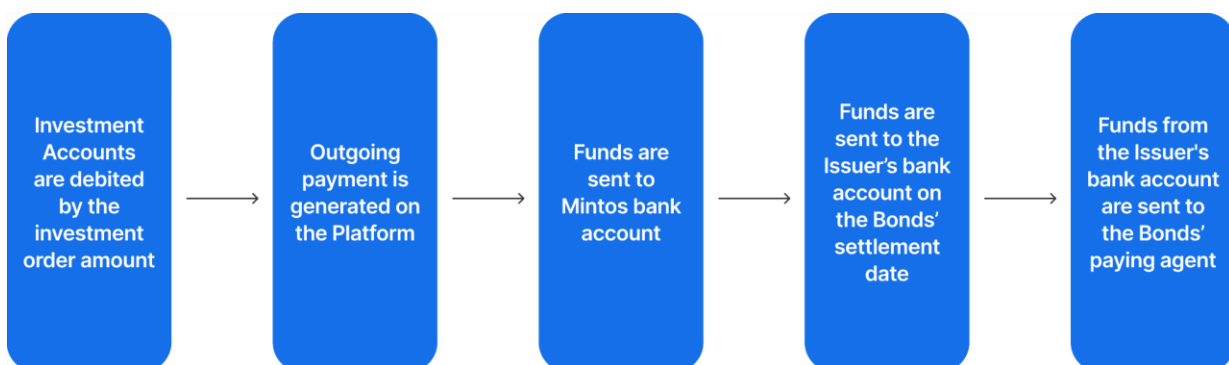 Investment
Accounts
are debited
by the
investment
order amount
Outgoing
payment is
generated on
the Platform
Funds are
sent to
Mintos bank
account
Funds are
sent to the
Issuer’s bank
account on
the Bonds’
settlement
date
Funds from
the Issuer's
bank account
are sent to
the Bonds’
paying agent